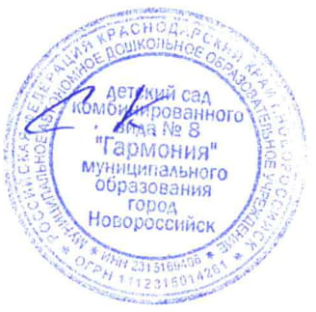 РОССИЙСКАЯ ФЕДЕРАЦИЯ КРАСНОДАРСКИЙ КРАЙ Г. НОВОРОССИЙСК
МУНИЦИПАЛЬНОЕ АВТОНОМНОЕ ДОШКОЛЬНОЕ ОБРАЗОВАТЕЛЬНОЕ УЧРЕЖДЕНИЕ
детский сад
комбинированного
вида № 8
"Гармония"
муниципального
образования
город
Новороссийск
* ИНН 2315169406 *
* ОГРН 1112315014261 *